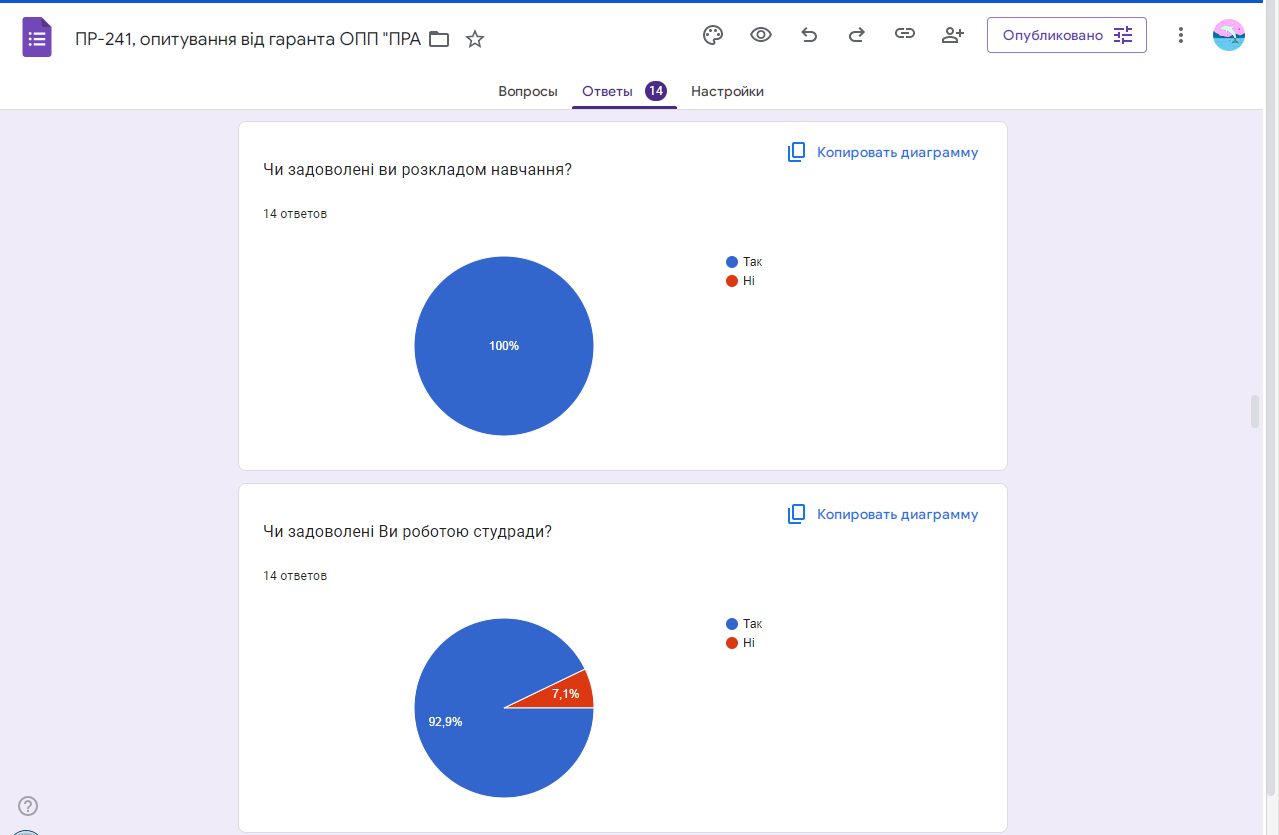 ПР-241, опитування від гаранта ОПП "ПРА
Опубликовано
Вопросы
Ответы 14
Настройки
Копировать диаграмму
Чи задоволені ви розкладом навчання?
14 ответов
Так
Ні
100%
Копировать диаграмму
Чи задоволені Ви роботою студради?
14 ответов
Так
Ні
7,1%
92,9%